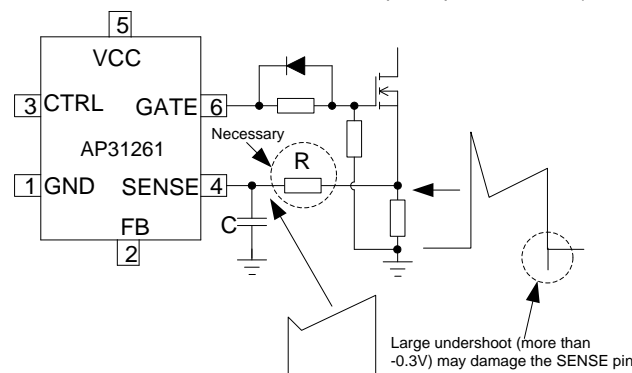 5
VCC
3 CTRL GATE 6
Necessary
AP31261
R
1 GND SENSE 4
C
FB
2
Large undershoot (more than
-0.3V) may damage the SENSE pin